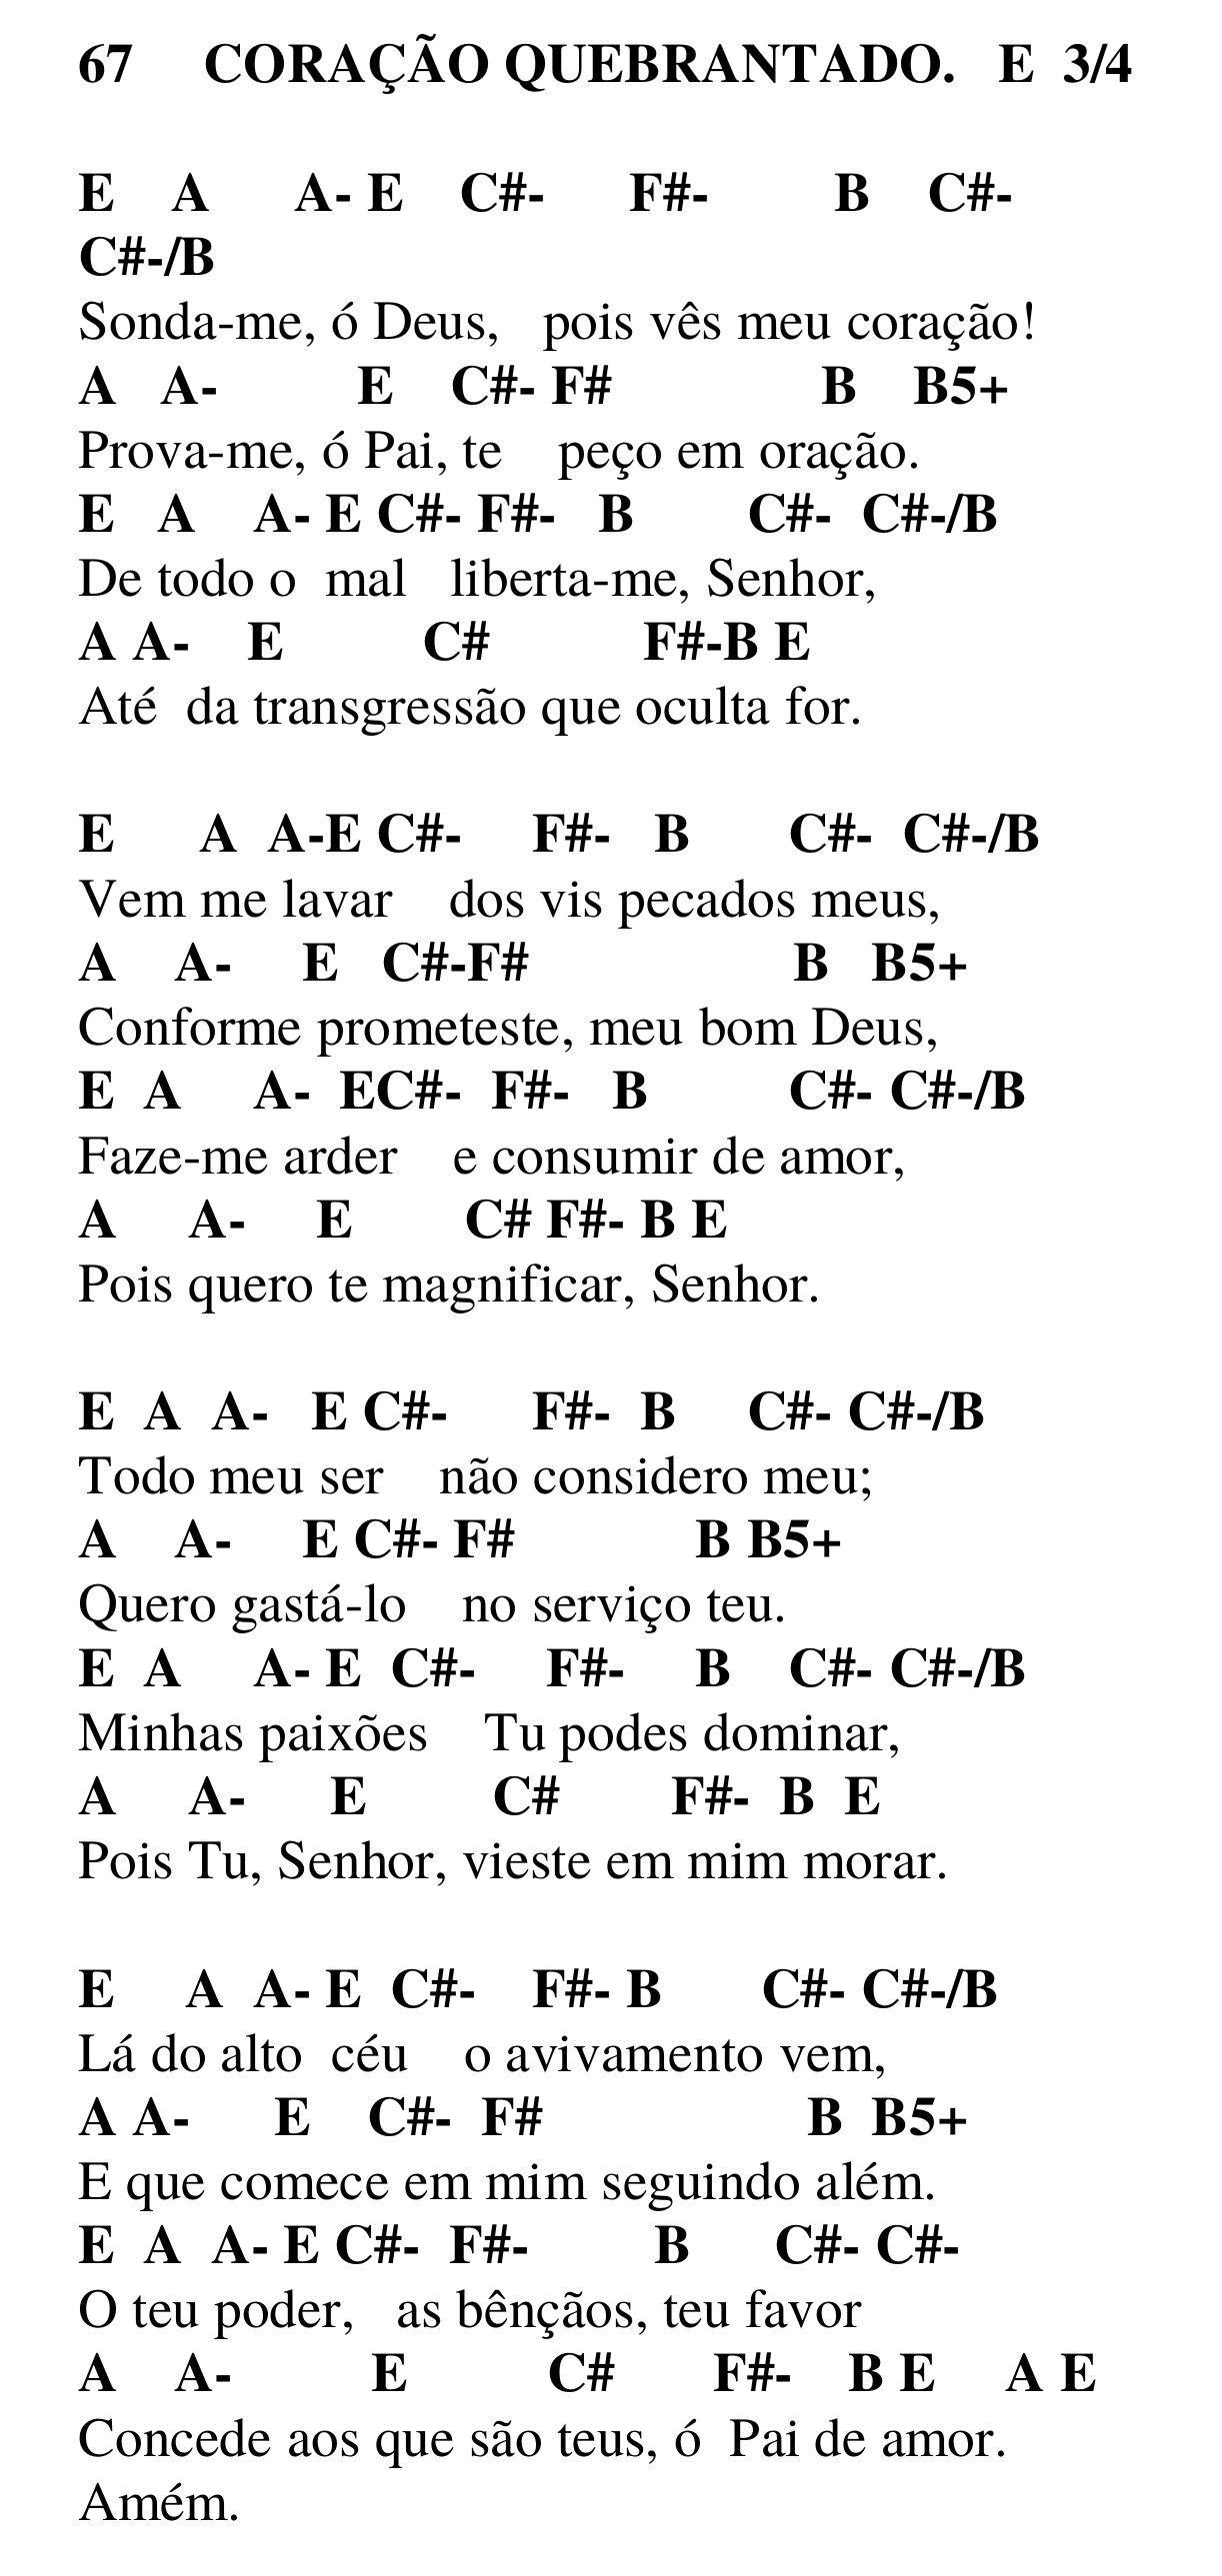 67 CORAÇÃO QUEBRANTADO. E 3/4
E A A- E C#- F#- B C#-
C#-/B
Sonda-me, ó Deus, pois vês meu coração!
A A- E C#- F# B B5+
Prova-me, ó Pai, te peço em oração.
E A A- E C#- F#- B C#- C#-/B
De todo o mal liberta-me, Senhor,
A A- E C# F#-B E
Até da transgressão que oculta for.
E A A-E C#- F#- B C#- C#-/B
Vem me lavar dos vis pecados meus,
A A- E C#-F# B B5+
Conforme prometeste, meu bom Deus,
E A A- EC#- F#- B C#- C#-/B
Faze-me arder e consumir de amor,
A A- E C# F#- B E
Pois quero te magnificar, Senhor.
E A A- E C#- F#- B C#- C#-/B
Todo meu ser não considero meu;
A A- E C#- F# B B5+
Quero gastá-lo no serviço teu.
E A A- E C#- F#- B C#- C#-/B
Minhas paixões Tu podes dominar,
A A- E C# F#- B E
Pois Tu, Senhor, vieste em mim morar.
E A A- E C#- F#- B C#- C#-/B
Lá do alto céu o avivamento vem,
A A- E C#- F# B B5+
E que comece em mim seguindo além.
E A A- E C#- F#- B C#- C#-
O teu poder, as bênçãos, teu favor
A A- E C# F#- B E A E
Concede aos que são teus, ó Pai de amor.
Amém.